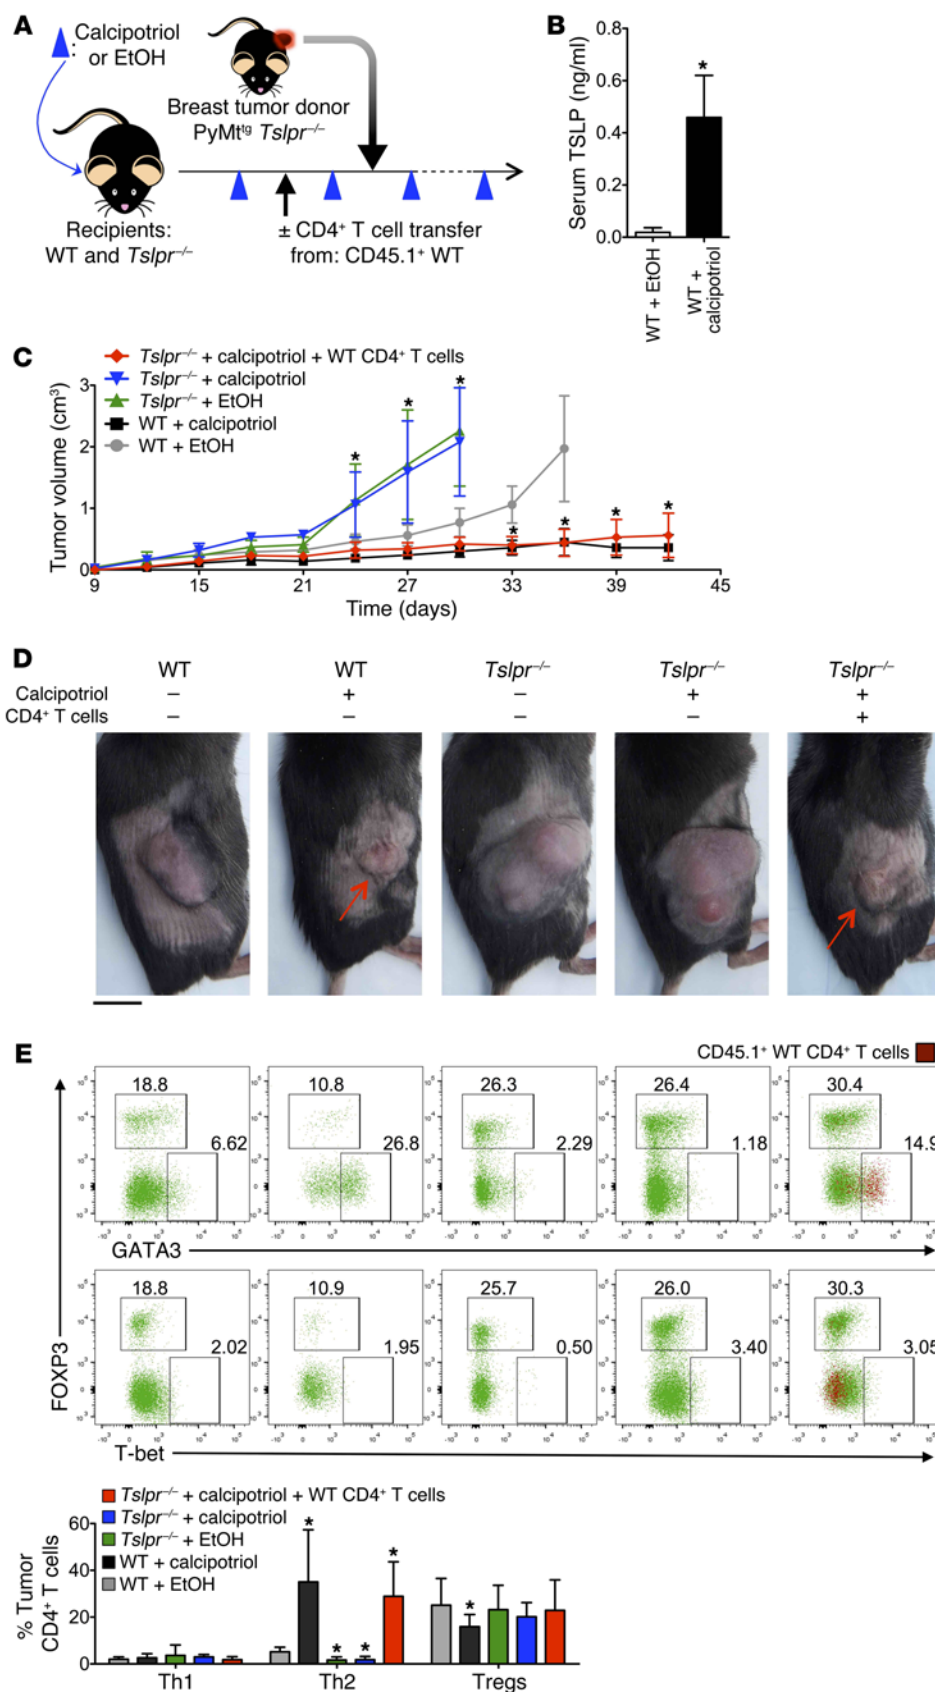 A
Calcipotriol
or EtOH
Breast tumor donor
PyMt^tg Tslpr^–/–
Recipients:
WT and Tslpr^–/–
± CD4⁺ T cell transfer
from: CD45.1⁺ WT
B
Serum TSLP (ng/ml)
0.8
0.6
0.4
0.2
0.0
*
WT + EtOH
WT +
calcipotriol
C
Tslpr^–/– + calcipotriol + WT CD4⁺ T cells
Tslpr^–/– + calcipotriol
Tslpr^–/– + EtOH
WT + calcipotriol
WT + EtOH
Tumor volume (cm³)
3
2
1
0
* * * * * * *
9 15 21 27 33 39 45
Time (days)
D
WT WT Tslpr^–/– Tslpr^–/– Tslpr^–/–
Calcipotriol – + – + +
CD4⁺ T cells – – – – +
E
CD45.1⁺ WT CD4⁺ T cells
18.8 10.8 26.3 26.4 30.4
6.62 26.8 2.29 1.18 14.9
GATA3
FOXP3
18.8 10.9 25.7 26.0 30.3
2.02 1.95 0.50 3.40 3.05
T-bet
Tslpr^–/– + calcipotriol + WT CD4⁺ T cells
Tslpr^–/– + calcipotriol
Tslpr^–/– + EtOH
WT + calcipotriol
WT + EtOH
% Tumor
CD4⁺ T cells
60
40
20
0
* * * * *
Th1 Th2 Tregs